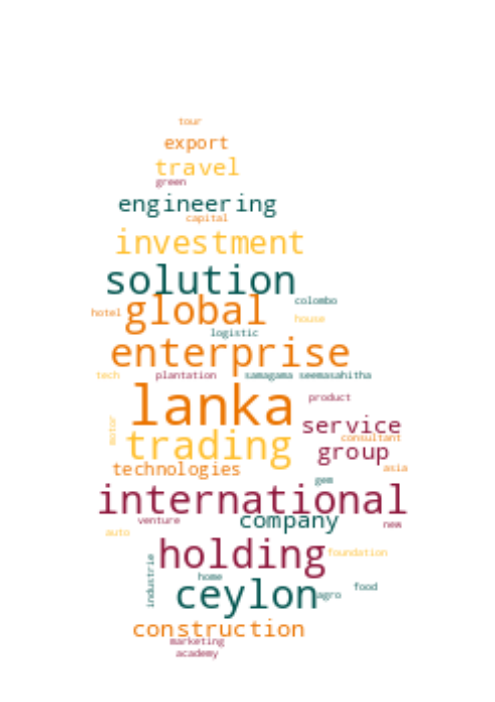 tour
export
travel
green
engineering
capital
investment
solution
colombo
global
hotel
house
logistic
enterprise
tech plantation samagama seemasahitha
lanka
product
motor
service
trading
consultant
group
technologies
asia
gem
international
venture company new
auto
holding
foundation
industrie
home
ceylon
food
agro
construction
marketing
academy